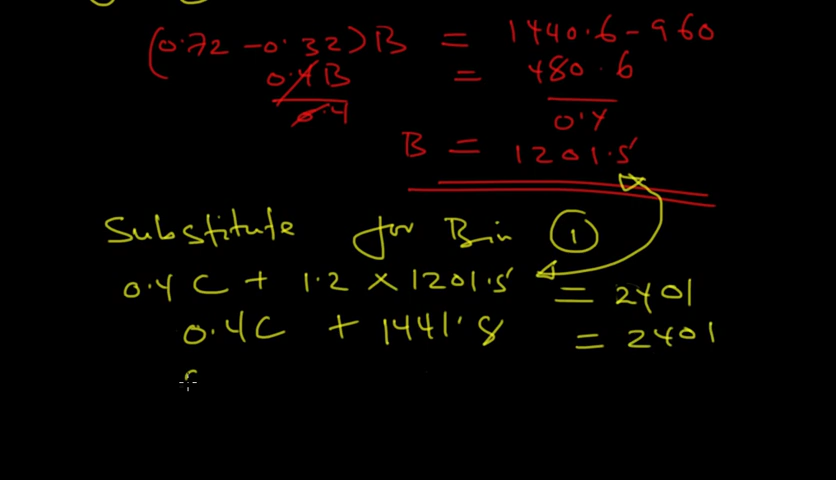 (0.72 - 0.32)B = 1440.6 - 960
0.4B = 480.6
0.4 0.4
B = 1201.5
Substitute for B in ①
0.4C + 1.2 × 1201.5 = 2401
0.4C + 1441.8 = 2401